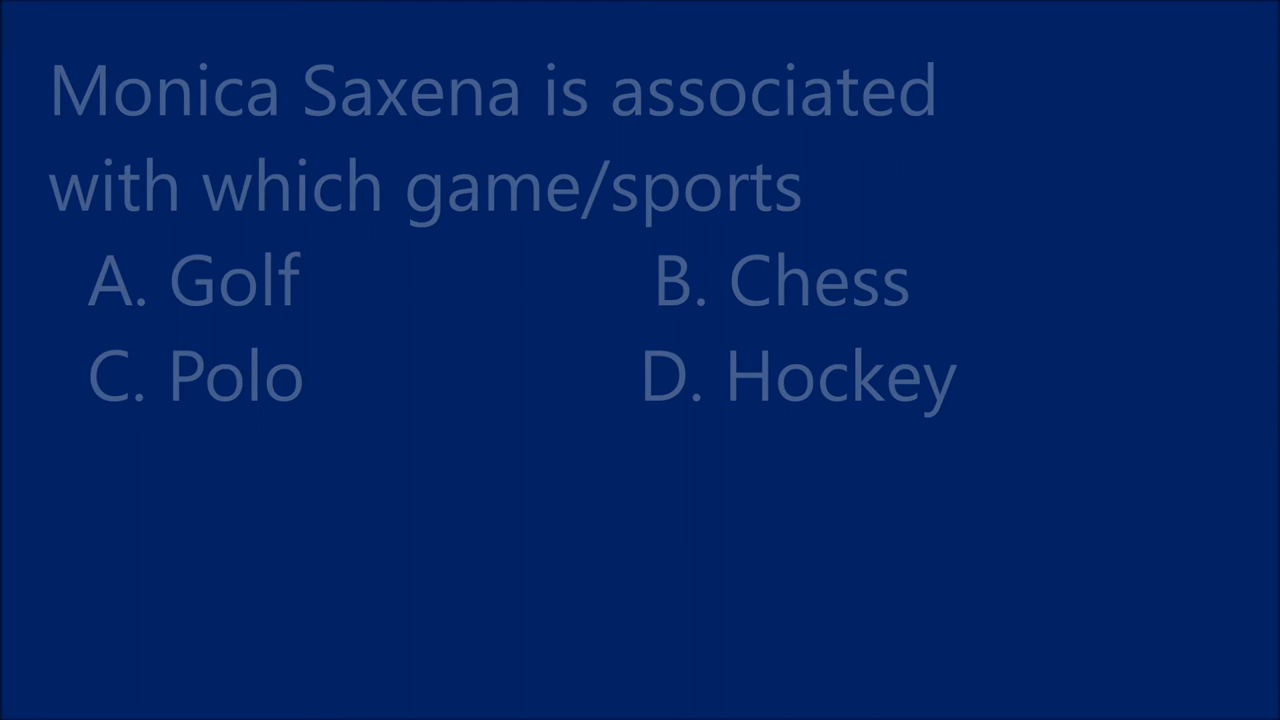 Monica Saxena is associated
with which game/sports
A. Golf B. Chess
C. Polo D. Hockey